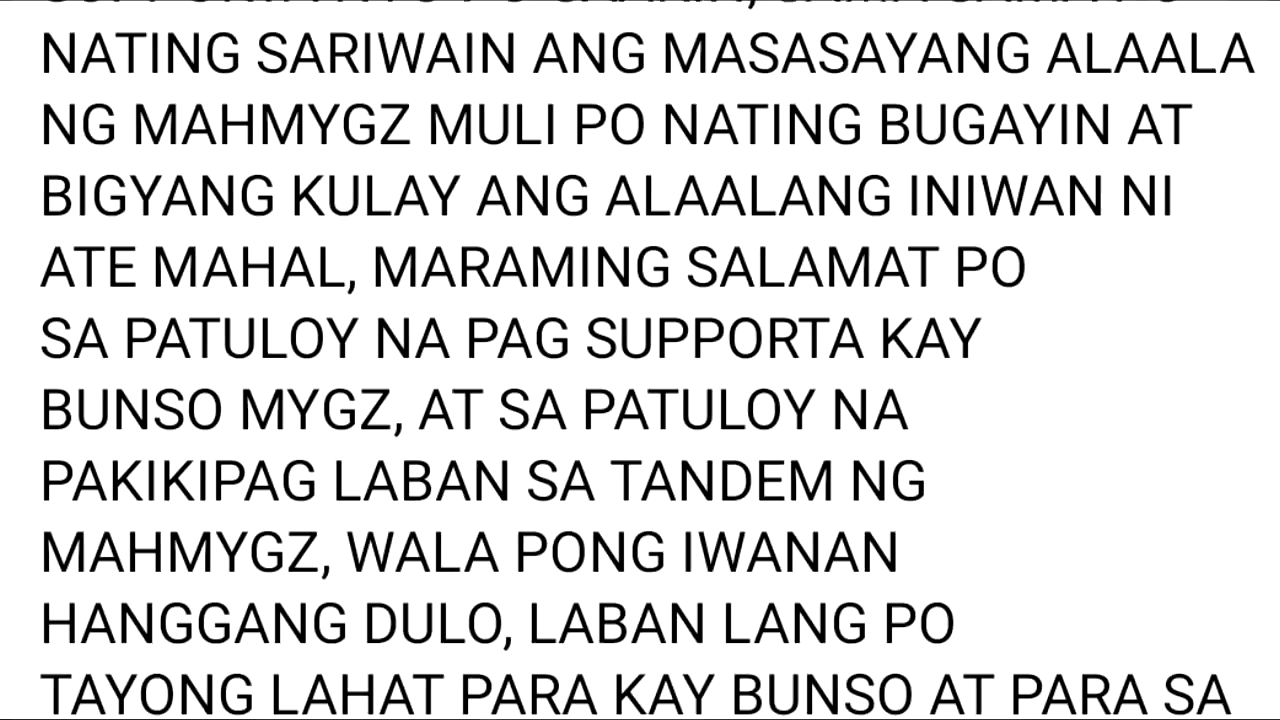 NATING SARIWAIN ANG MASASAYANG ALAALA
NG MAHMYGZ MULI PO NATING BUGAYIN AT
BIGYANG KULAY ANG ALAALANG INIWAN NI
ATE MAHAL, MARAMING SALAMAT PO
SA PATULOY NA PAG SUPPORTA KAY
BUNSO MYGZ, AT SA PATULOY NA
PAKIKIPAG LABAN SA TANDEM NG
MAHMYGZ, WALA PONG IWANAN
HANGGANG DULO, LABAN LANG PO
TAYONG LAHAT PARA KAY BUNSO AT PARA SA